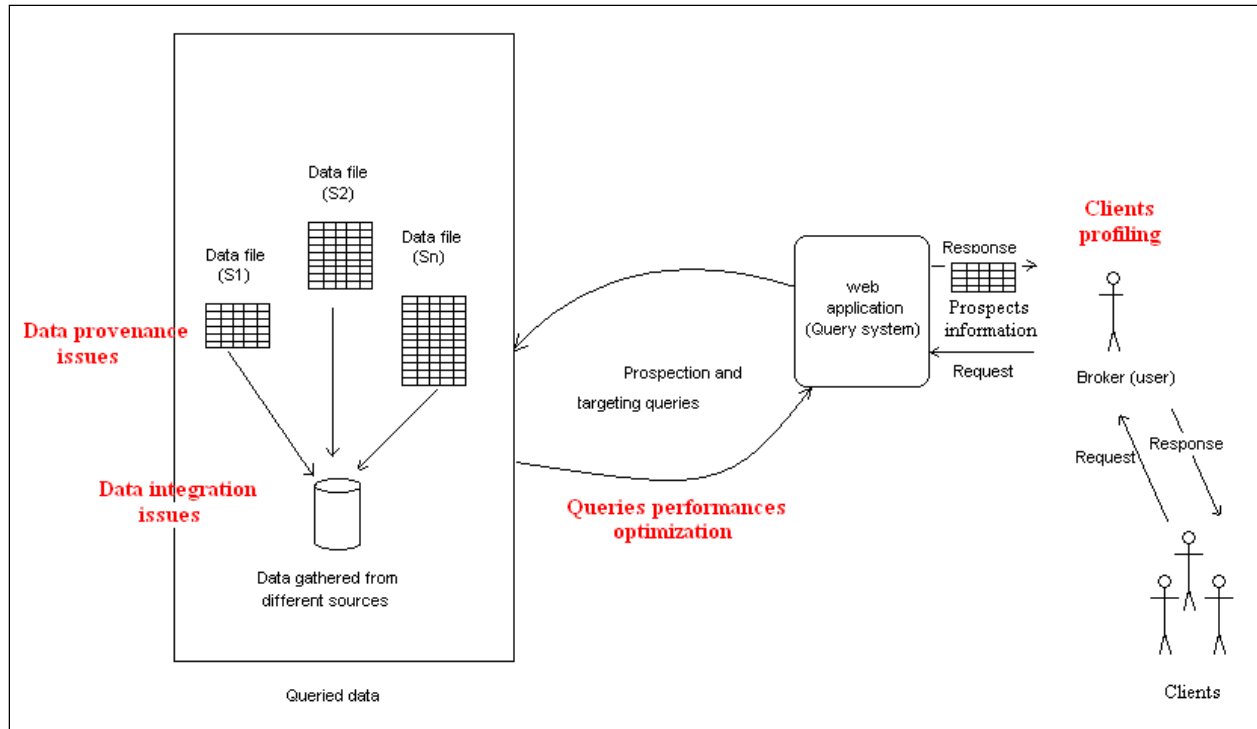 Data file
(S2)
Data file
(S1)
Data file
(Sn)
Data provenance
issues
Data integration
issues
Data gathered from
different sources
Queried data
Prospection and
targeting queries
Queries performances
optimization
web
application
(Query system)
Response
Prospects
information
Request
Clients
profiling
Broker (user)
Request
Response
Clients